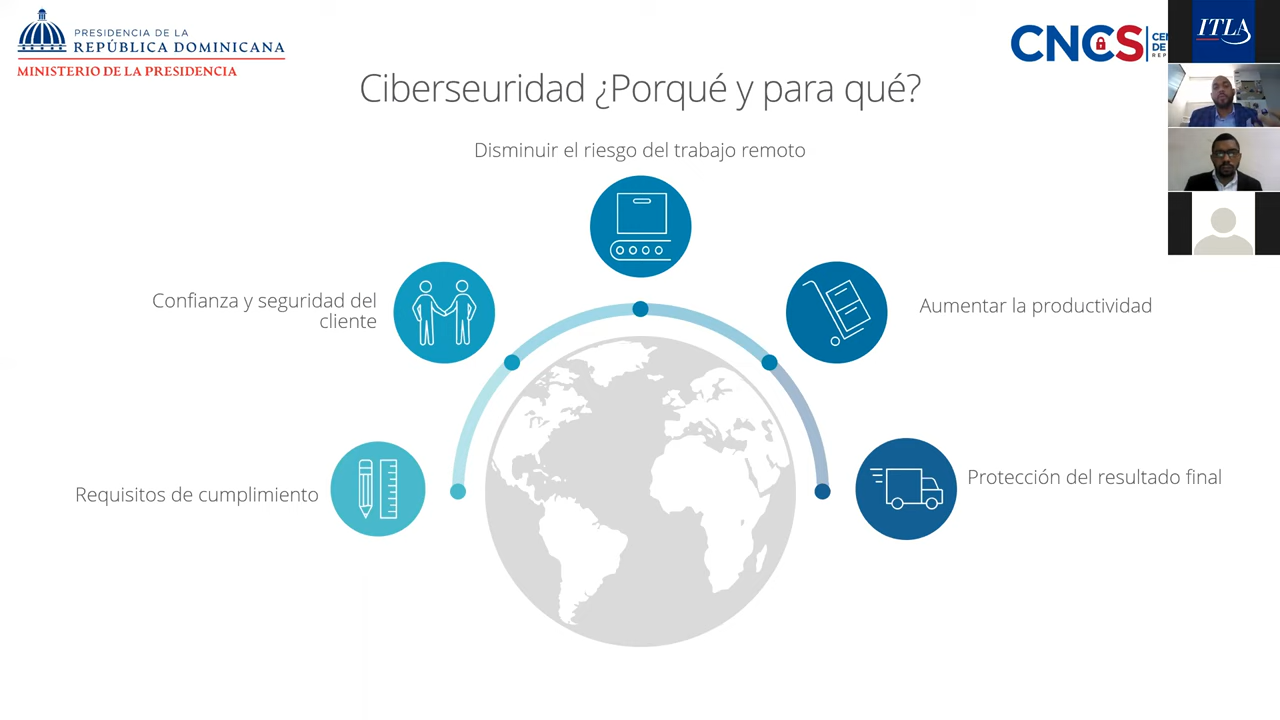 PRESIDENCIA DE LA
REPÚBLICA DOMINICANA
MINISTERIO DE LA PRESIDENCIA
CNCS
DE
ITLA
Ciberseuridad ¿Porqué y para qué?
Disminuir el riesgo del trabajo remoto
Confianza y seguridad del
cliente
Aumentar la productividad
Requisitos de cumplimiento
Protección del resultado final